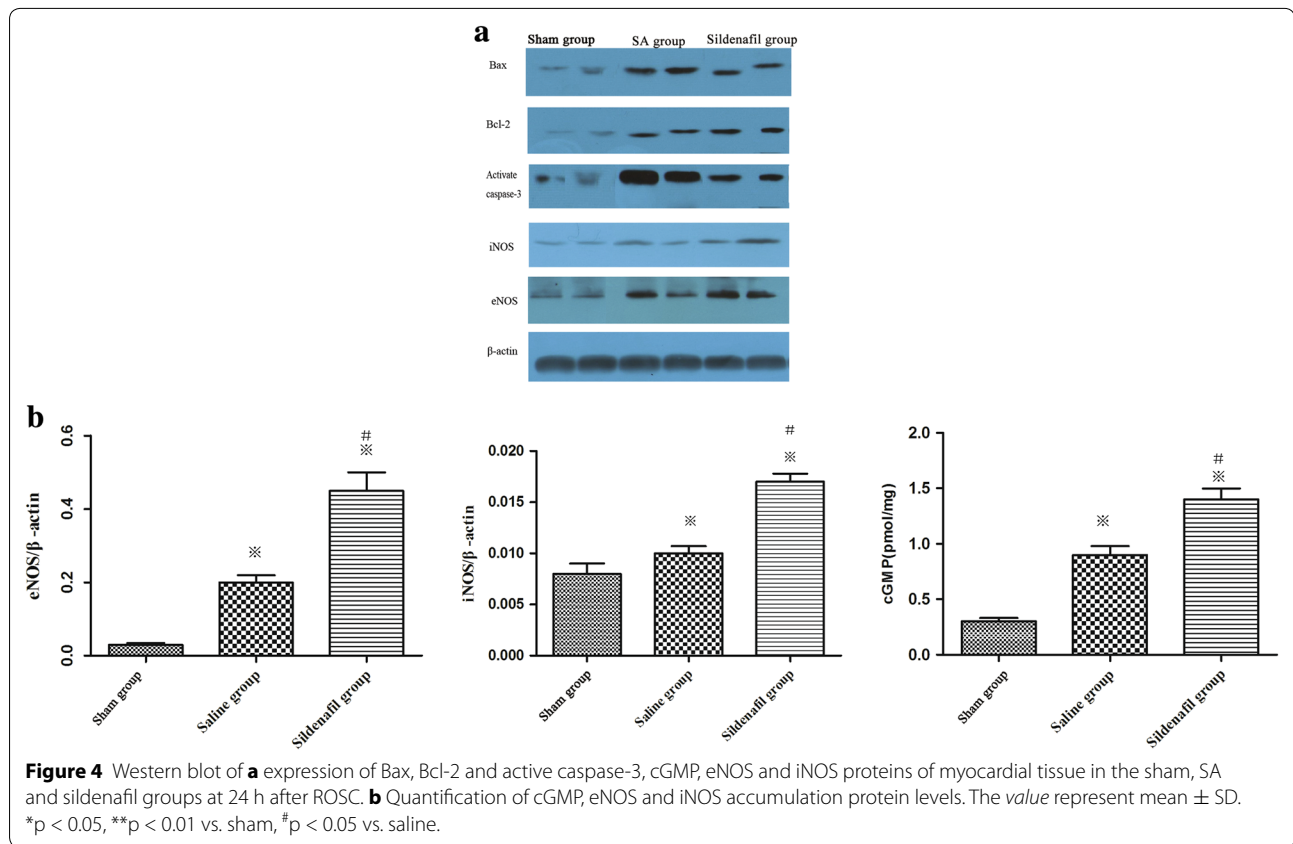 a
Sham group SA group Sildenafil group
Bax
Bcl-2
Activate
caspase-3
iNOS
eNOS
β-actin
b
eNOS/β -actin
0.6
0.4
0.2
0.0
※
#
※
Sham group
Saline group
Sildenafil group
iNOS/β -actin
0.020
0.015
0.010
0.005
0.000
※
#
※
Sham group
Saline group
Sildenafil group
cGMP(pmol/mg)
2.0
1.5
1.0
0.5
0.0
※
#
※
Sham group
Saline group
Sildenafil group
Figure 4 Western blot of a expression of Bax, Bcl-2 and active caspase-3, cGMP, eNOS and iNOS proteins of myocardial tissue in the sham, SA
and sildenafil groups at 24 h after ROSC. b Quantification of cGMP, eNOS and iNOS accumulation protein levels. The value represent mean ± SD.
*p < 0.05, **p < 0.01 vs. sham, #p < 0.05 vs. saline.